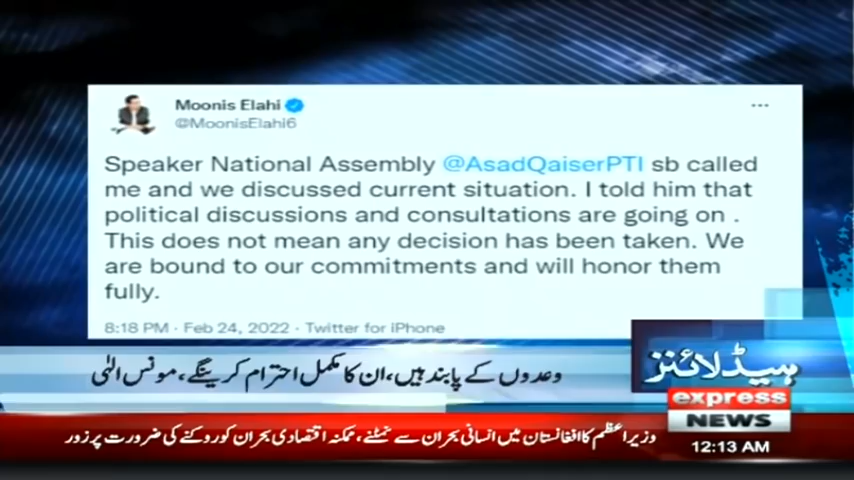 Moonis Elahi
@MoonisElahi6
Speaker National Assembly @AsadQaiserPTI sb called
me and we discussed current situation. I told him that
political discussions and consultations are going on .
This does not mean any decision has been taken. We
are bound to our commitments and will honor them
fully.
8:18 PM · Feb 24, 2022 · Twitter for iPhone
وعدوں کے پابند ہیں، ان کا مکمل احترام کرینگے، مونس الٰہی
ہیڈلائنز
express
NEWS
وزیراعظم کا افغانستان میں انسانی بحران سے نمٹنے، ممکنہ اقتصادی بحران کو روکنے کی ضرورت پر زور
12:13 AM